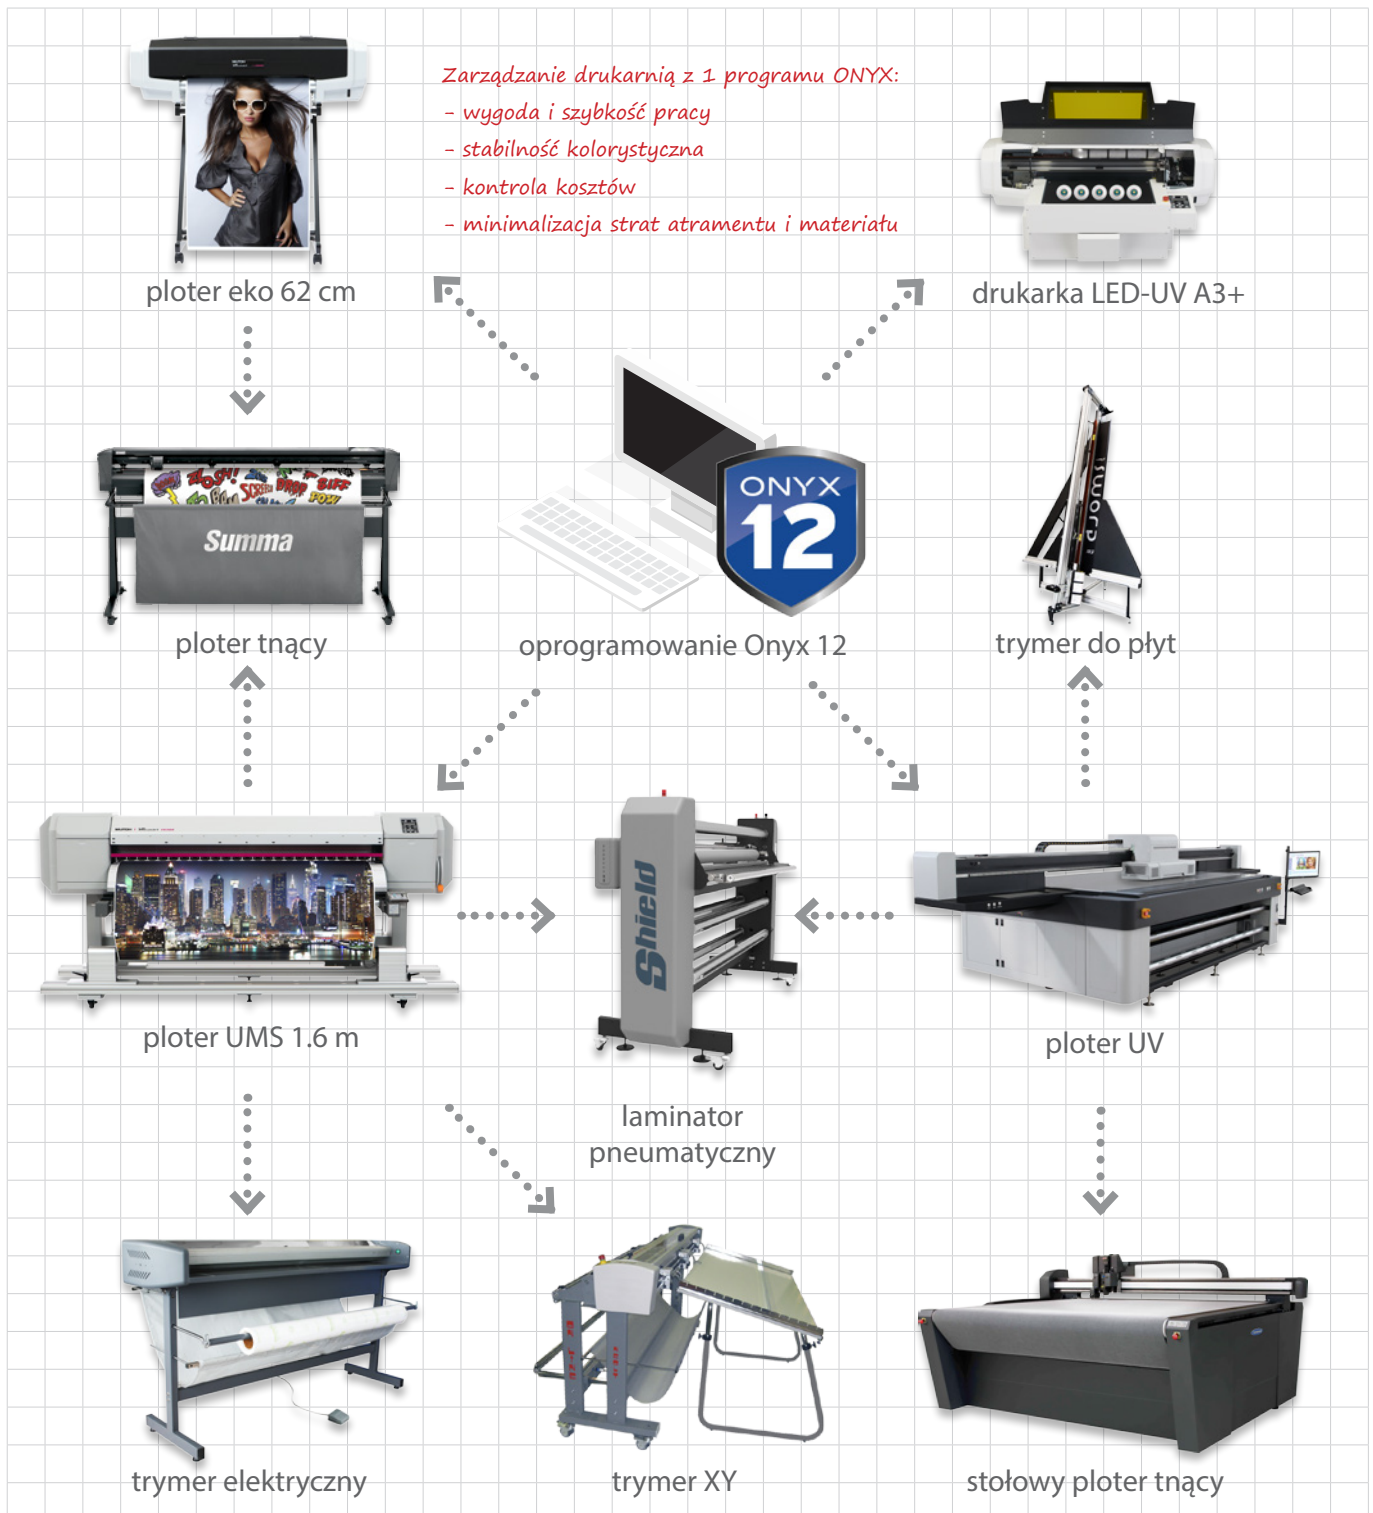 Zarządzanie drukarnią z 1 programu ONYX:
- wygoda i szybkość pracy
- stabilność kolorystyczna
- kontrola kosztów
- minimalizacja strat atramentu i materiału
ploter eko 62 cm
drukarka LED-UV A3+
Summa
ONYX
12
ploter tnący
oprogramowanie Onyx 12
trymer do płyt
Shield
ploter UMS 1.6 m
ploter UV
laminator
pneumatyczny
trymer elektryczny
trymer XY
stołowy ploter tnący